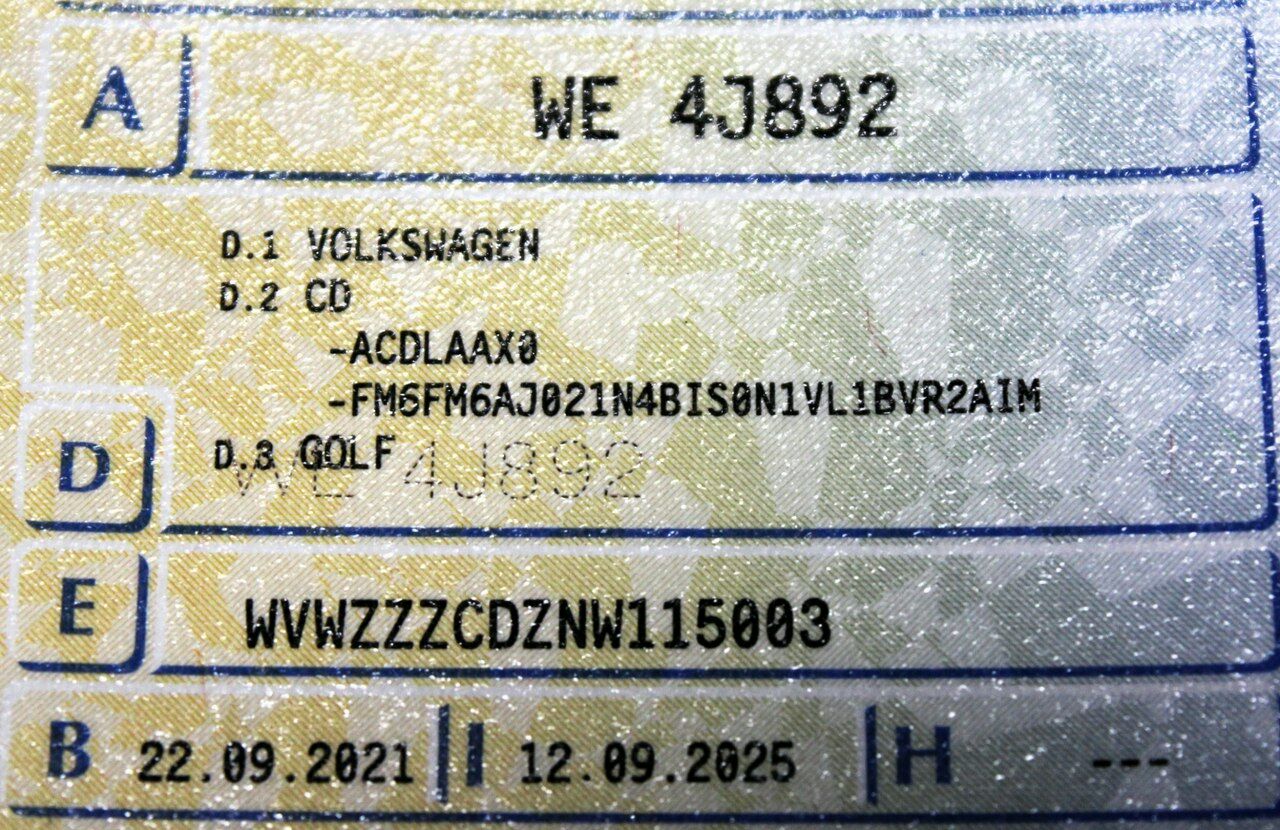 A WE 4J892
D.1 VOLKSWAGEN
D.2 CD
-ACDLAAX0
-FM6FM6AJ021N4BIS0N1VL1BVR2AIM
D D.3 GOLF
WE 4J892
E WVWZZZCDZNW115003
B 22.09.2021 I 12.09.2025 H ---